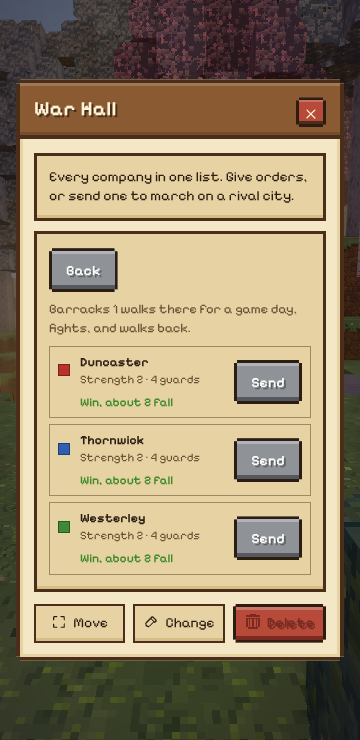 War Hall
Every company in one list. Give orders,
or send one to march on a rival city.
Back
Barracks 1 walks there for a game day,
fights, and walks back.
Duncaster
Strength 2 · 4 guards
Win, about 2 fall
Send
Thornwick
Strength 2 · 4 guards
Win, about 2 fall
Send
Westerley
Strength 2 · 4 guards
Win, about 2 fall
Send
Move
Change
Delete